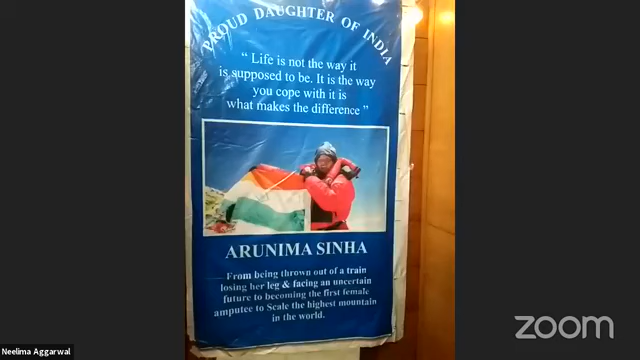 PROUD DAUGHTER OF INDIA
“ Life is not the way it
is supposed to be. It is the way
you cope with it is
what makes the difference ”
ARUNIMA SINHA
From being thrown out of a train
losing her leg & facing an uncertain
future to becoming the first female
amputee to Scale the highest mountain
in the world.
Neelima Aggarwal
zoom